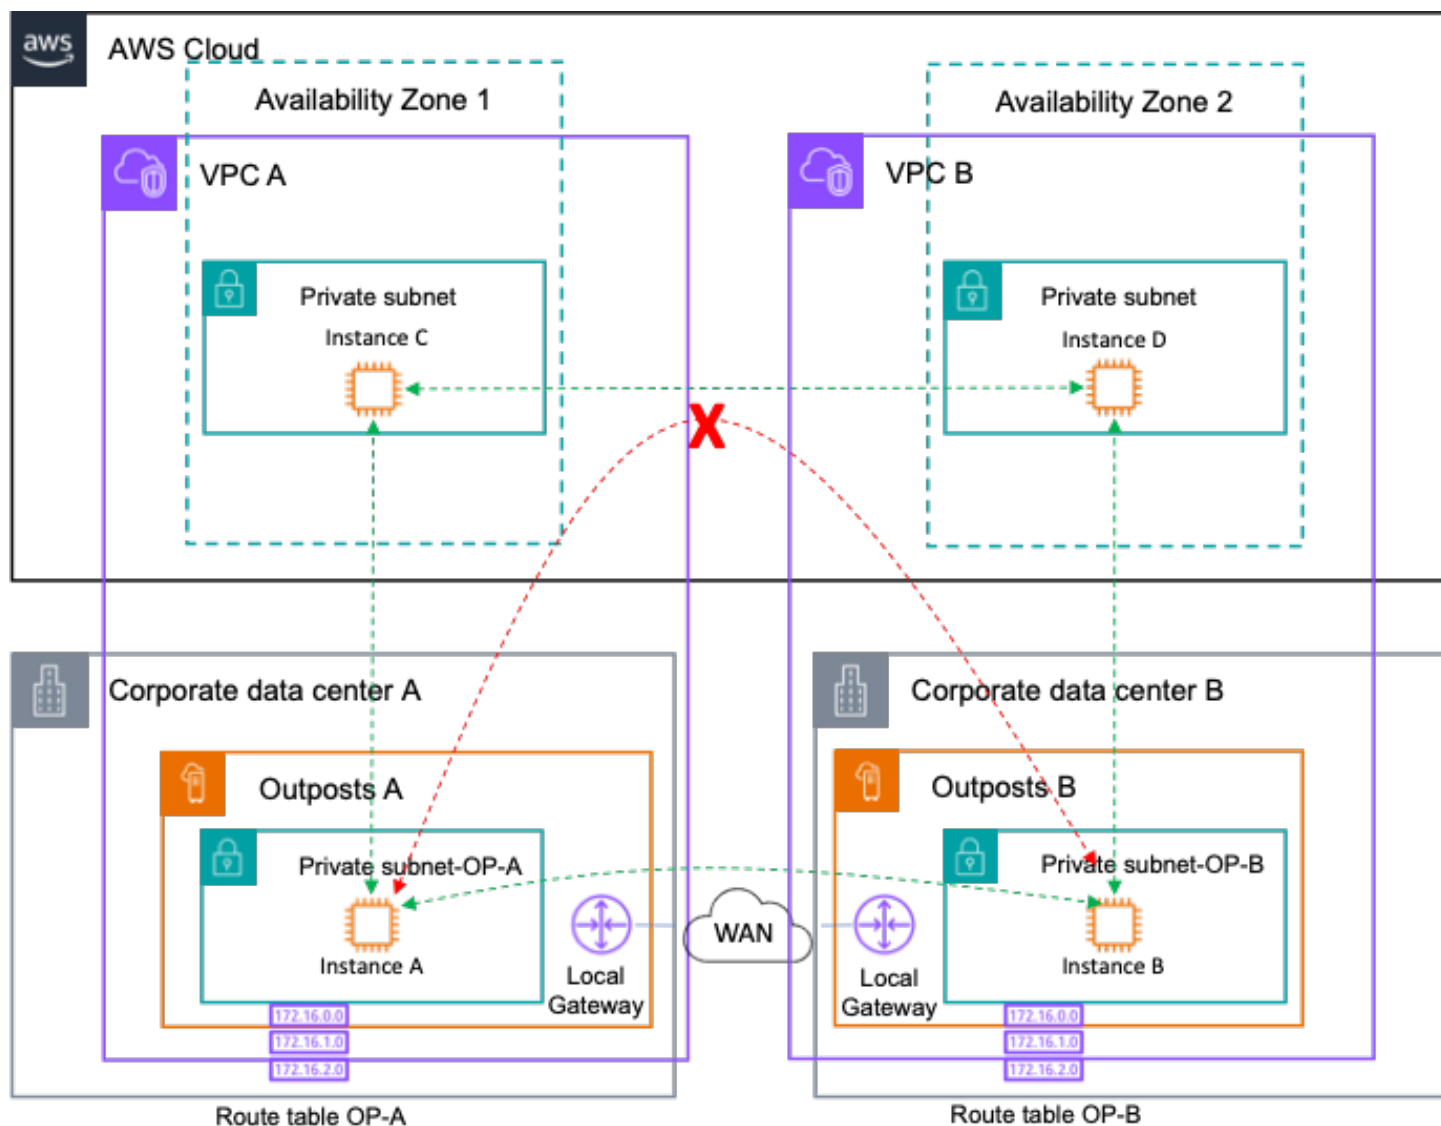 aws
AWS Cloud
Availability Zone 1
Availability Zone 2
VPC A
VPC B
Private subnet
Instance C
Private subnet
Instance D
X
Corporate data center A
Corporate data center B
Outposts A
Outposts B
Private subnet-OP-A
Private subnet-OP-B
WAN
Instance A
Local
Gateway
Local
Gateway
Instance B
172.16.0.0
172.16.1.0
172.16.2.0
172.16.0.0
172.16.1.0
172.16.2.0
Route table OP-A
Route table OP-B